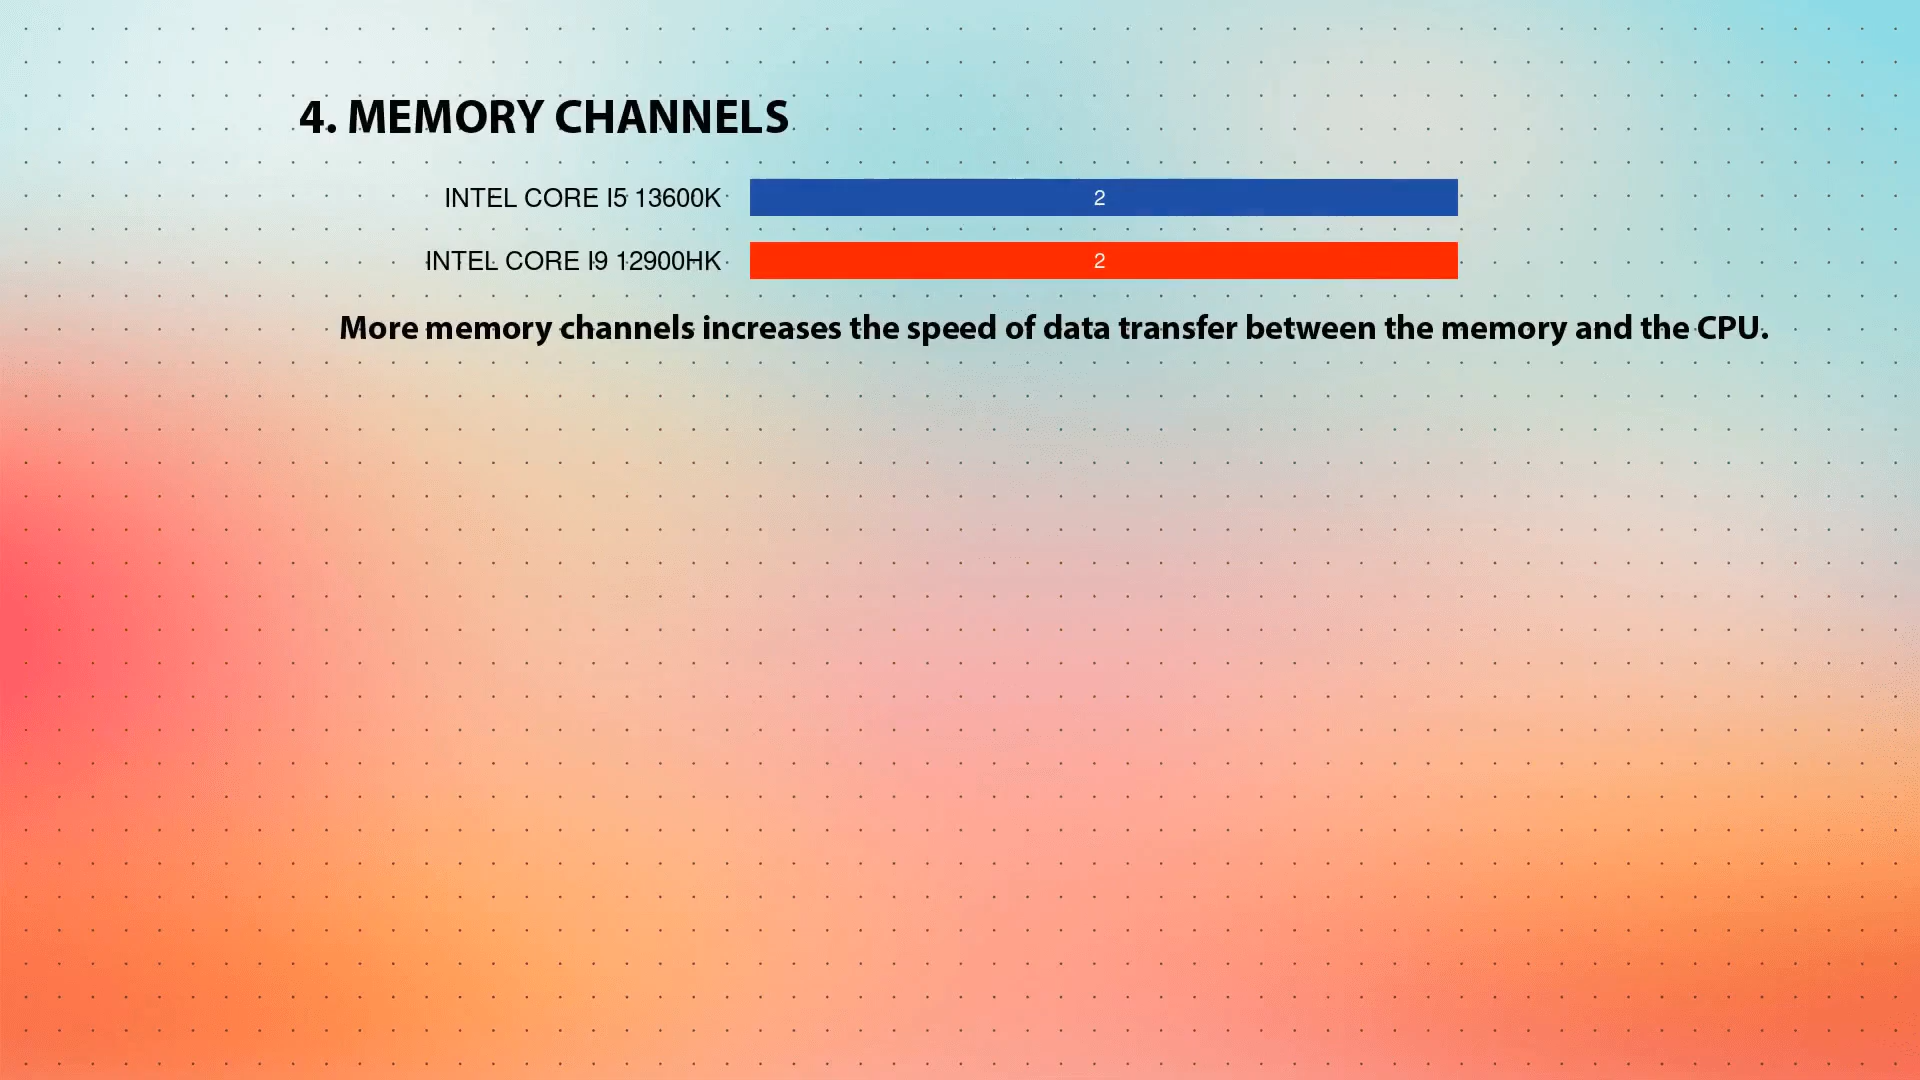 4. MEMORY CHANNELS
INTEL CORE I5 13600K
2
INTEL CORE I9 12900HK
2
More memory channels increases the speed of data transfer between the memory and the CPU.